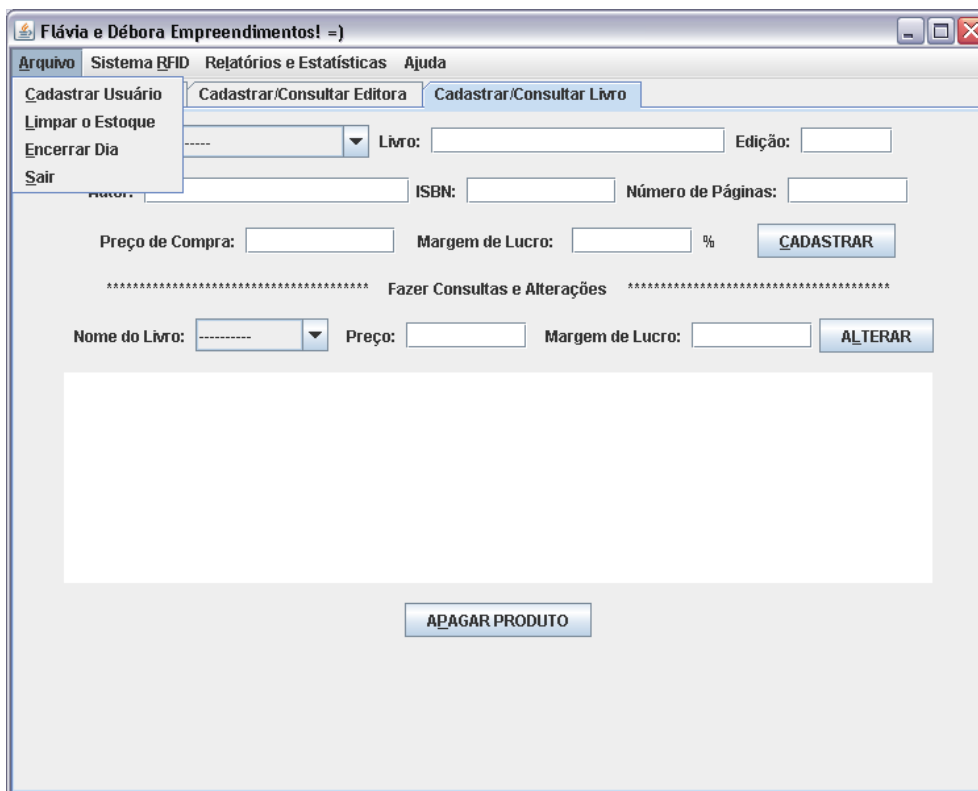 Flávia e Débora Empreendimentos! =)
Arquivo Sistema RFID Relatórios e Estatísticas Ajuda
Cadastrar Usuário Cadastrar/Consultar Editora Cadastrar/Consultar Livro
Limpar o Estoque
----- Livro: Edição:
Encerrar Dia
Sair
Autor: ISBN: Número de Páginas:
Preço de Compra: Margem de Lucro: % CADASTRAR
**************************************** Fazer Consultas e Alterações ****************************************
Nome do Livro: ---------- Preço: Margem de Lucro: ALTERAR
APAGAR PRODUTO